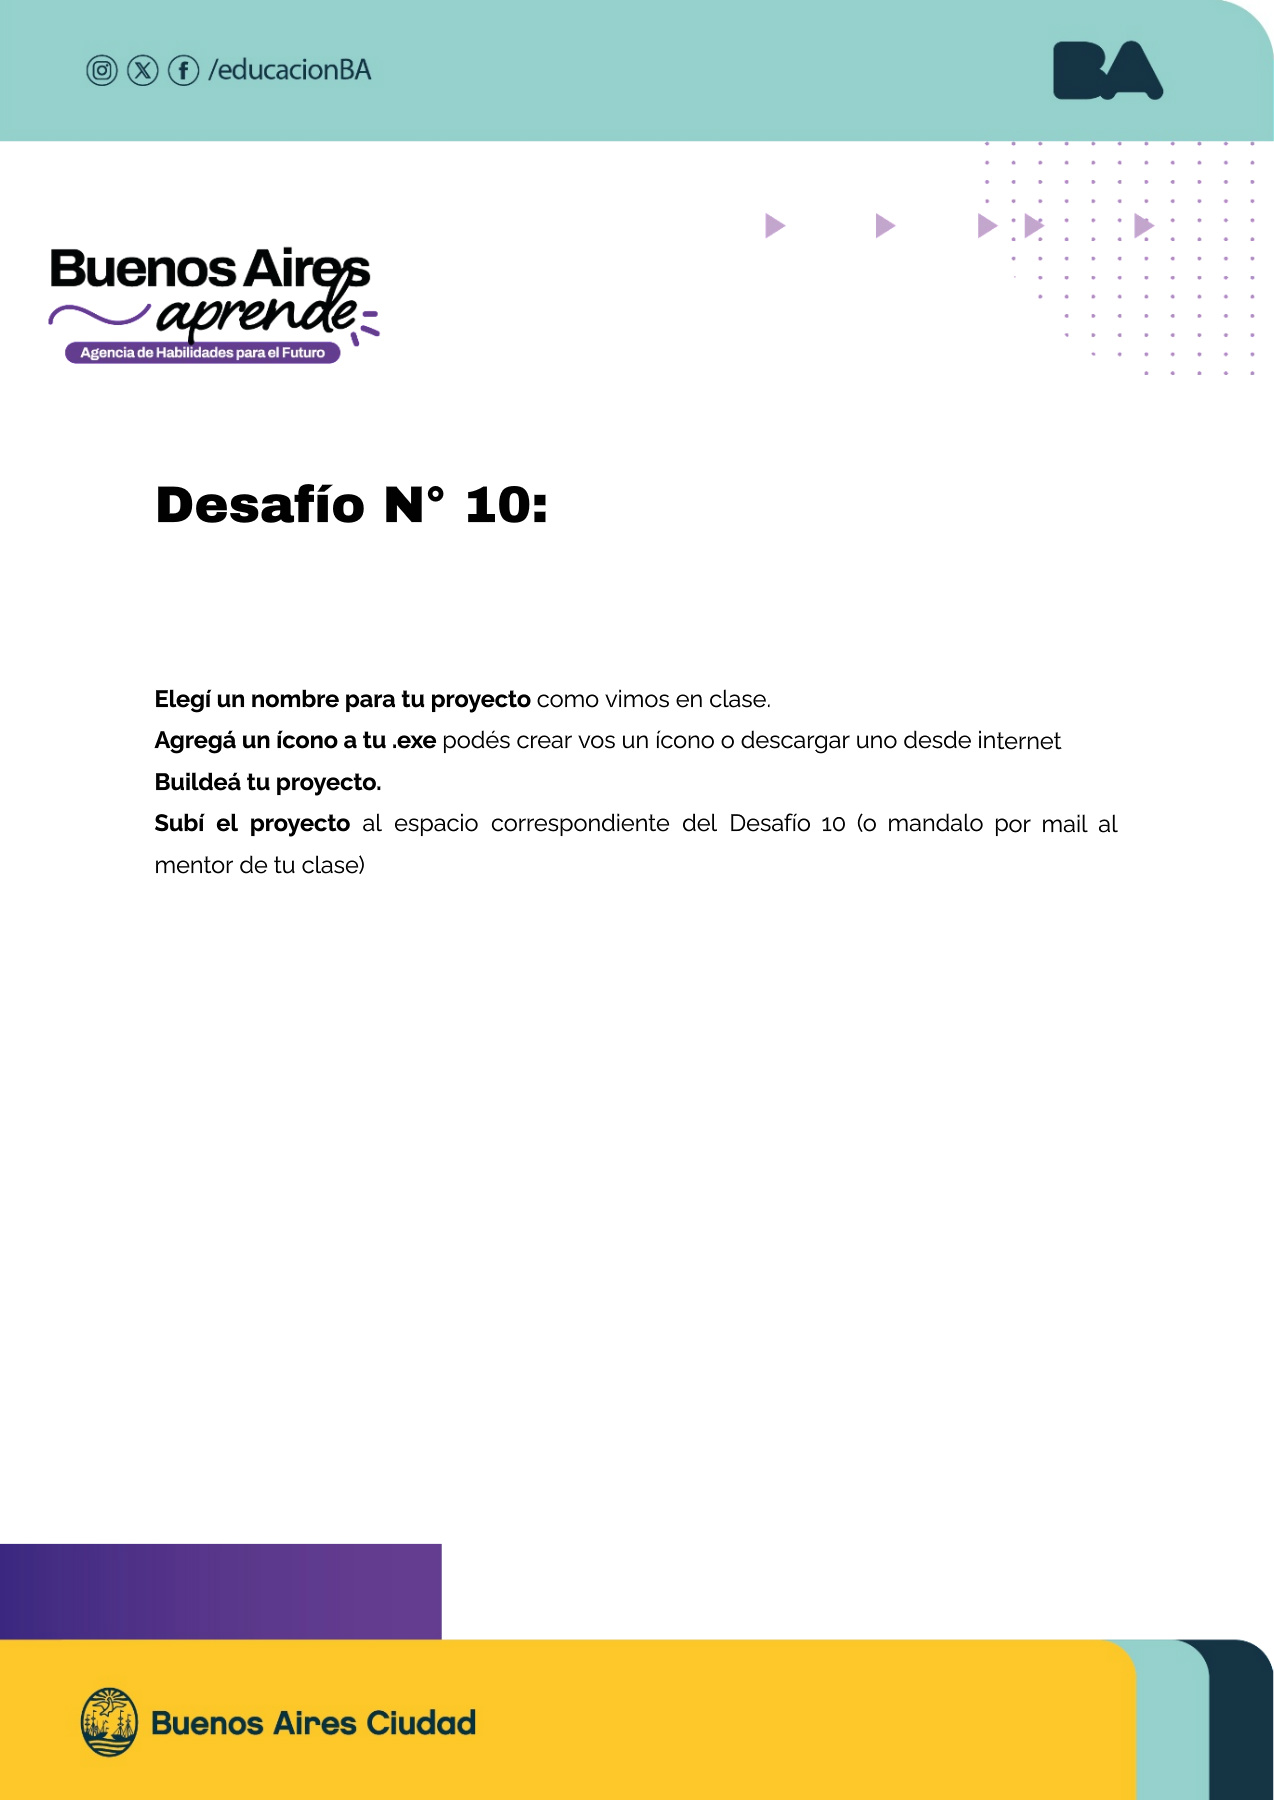 /educacionBA
BA
Buenos Aires
aprende
Agencia de Habilidades para el Futuro
Desafío N° 10:
Elegí un nombre para tu proyecto como vimos en clase.
Agregá un ícono a tu .exe podés crear vos un ícono o descargar uno desde internet
Buildeá tu proyecto.
Subí el proyecto al espacio correspondiente del Desafío 10 (o mandalo por mail al
mentor de tu clase)
Buenos Aires Ciudad